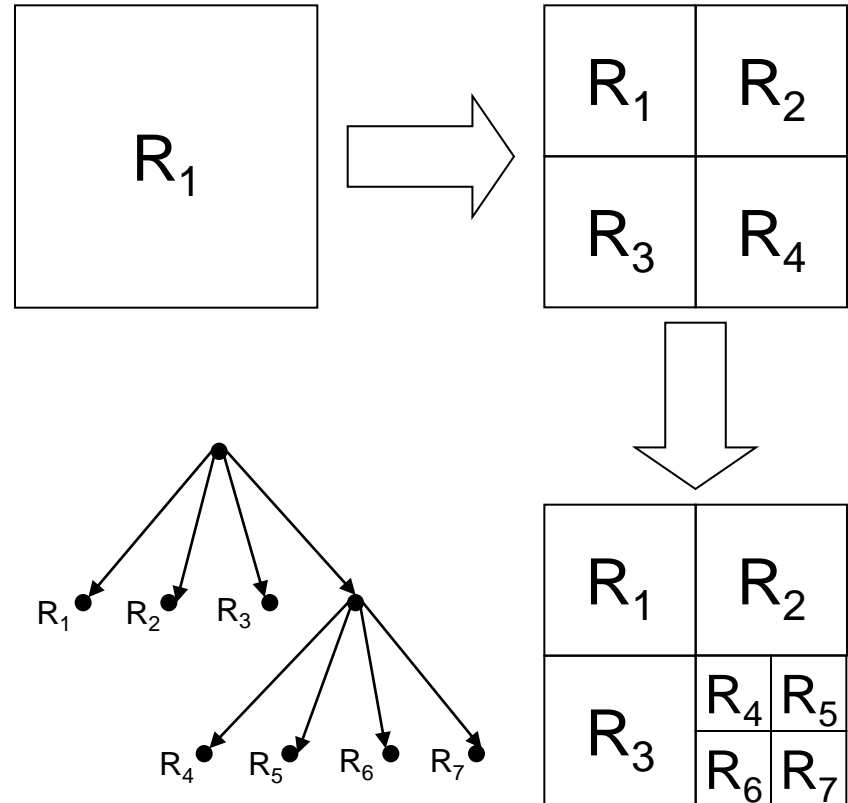 R₁
R₁ R₂
R₃ R₄
R₁ R₂
R₃
R₄ R₅
R₆ R₇
R₁ R₂ R₃
R₄ R₅ R₆ R₇